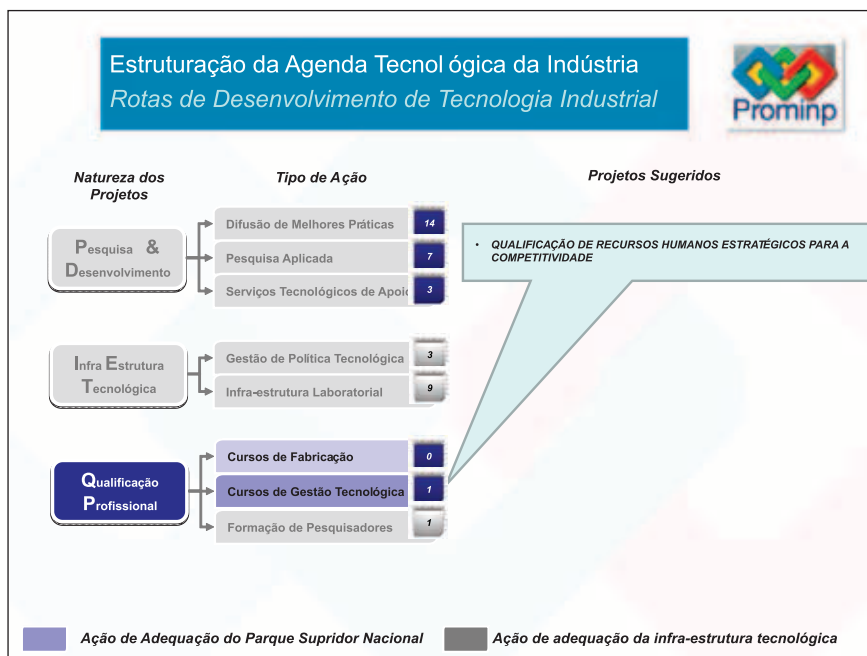 Estruturação da Agenda Tecnol ógica da Indústria
Rotas de Desenvolvimento de Tecnologia Industrial
Prominp
Natureza dos
Projetos
Tipo de Ação
Projetos Sugeridos
Pesquisa &
Desenvolvimento
Difusão de Melhores Práticas 14
Pesquisa Aplicada 7
Serviços Tecnológicos de Apoio 3
• QUALIFICAÇÃO DE RECURSOS HUMANOS ESTRATÉGICOS PARA A
COMPETITIVIDADE
Infra Estrutura
Tecnológica
Gestão de Política Tecnológica 3
Infra-estrutura Laboratorial 9
Qualificação
Profissional
Cursos de Fabricação 0
Cursos de Gestão Tecnológica 1
Formação de Pesquisadores 1
Ação de Adequação do Parque Supridor Nacional
Ação de adequação da infra-estrutura tecnológica